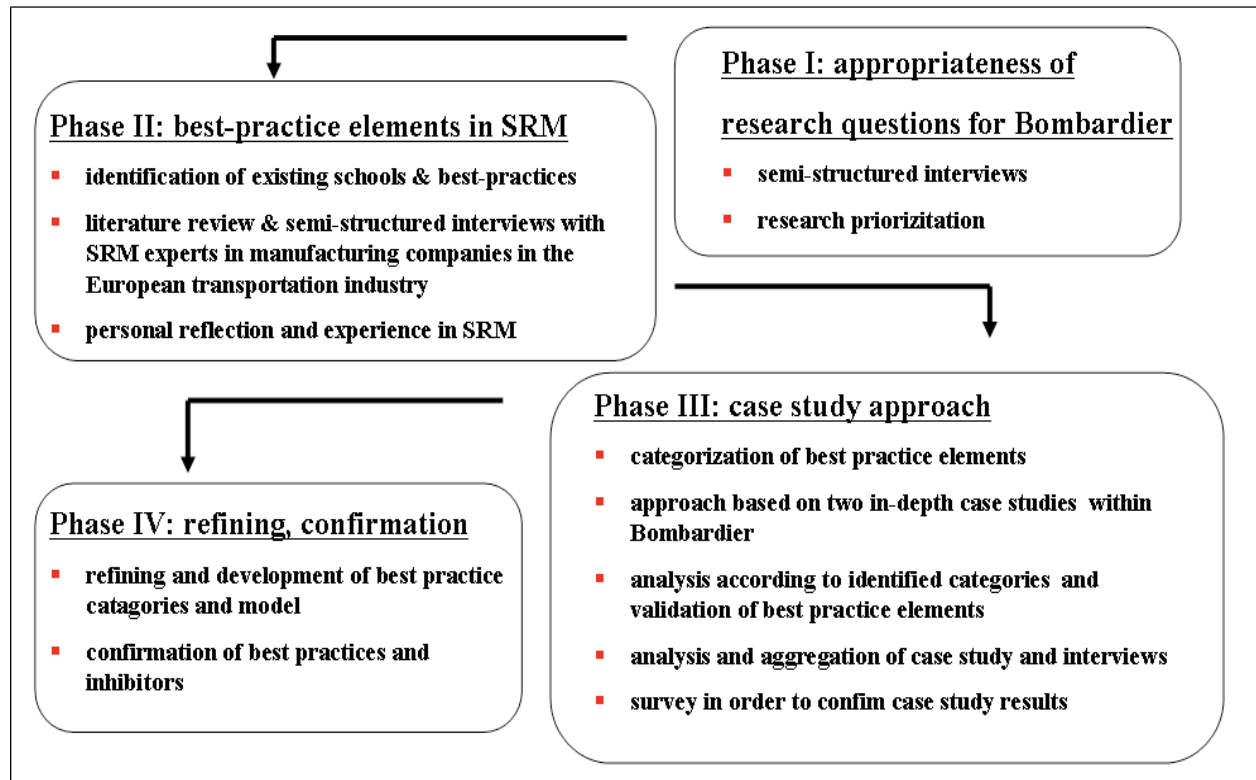 Phase I: appropriateness of
research questions for Bombardier
▪ semi-structured interviews
▪ research priorizitation
Phase II: best-practice elements in SRM
▪ identification of existing schools & best-practices
▪ literature review & semi-structured interviews with
SRM experts in manufacturing companies in the
European transportation industry
▪ personal reflection and experience in SRM
Phase III: case study approach
▪ categorization of best practice elements
▪ approach based on two in-depth case studies within
Bombardier
▪ analysis according to identified categories and
validation of best practice elements
▪ analysis and aggregation of case study and interviews
▪ survey in order to confim case study results
Phase IV: refining, confirmation
▪ refining and development of best practice
catagories and model
▪ confirmation of best practices and
inhibitors